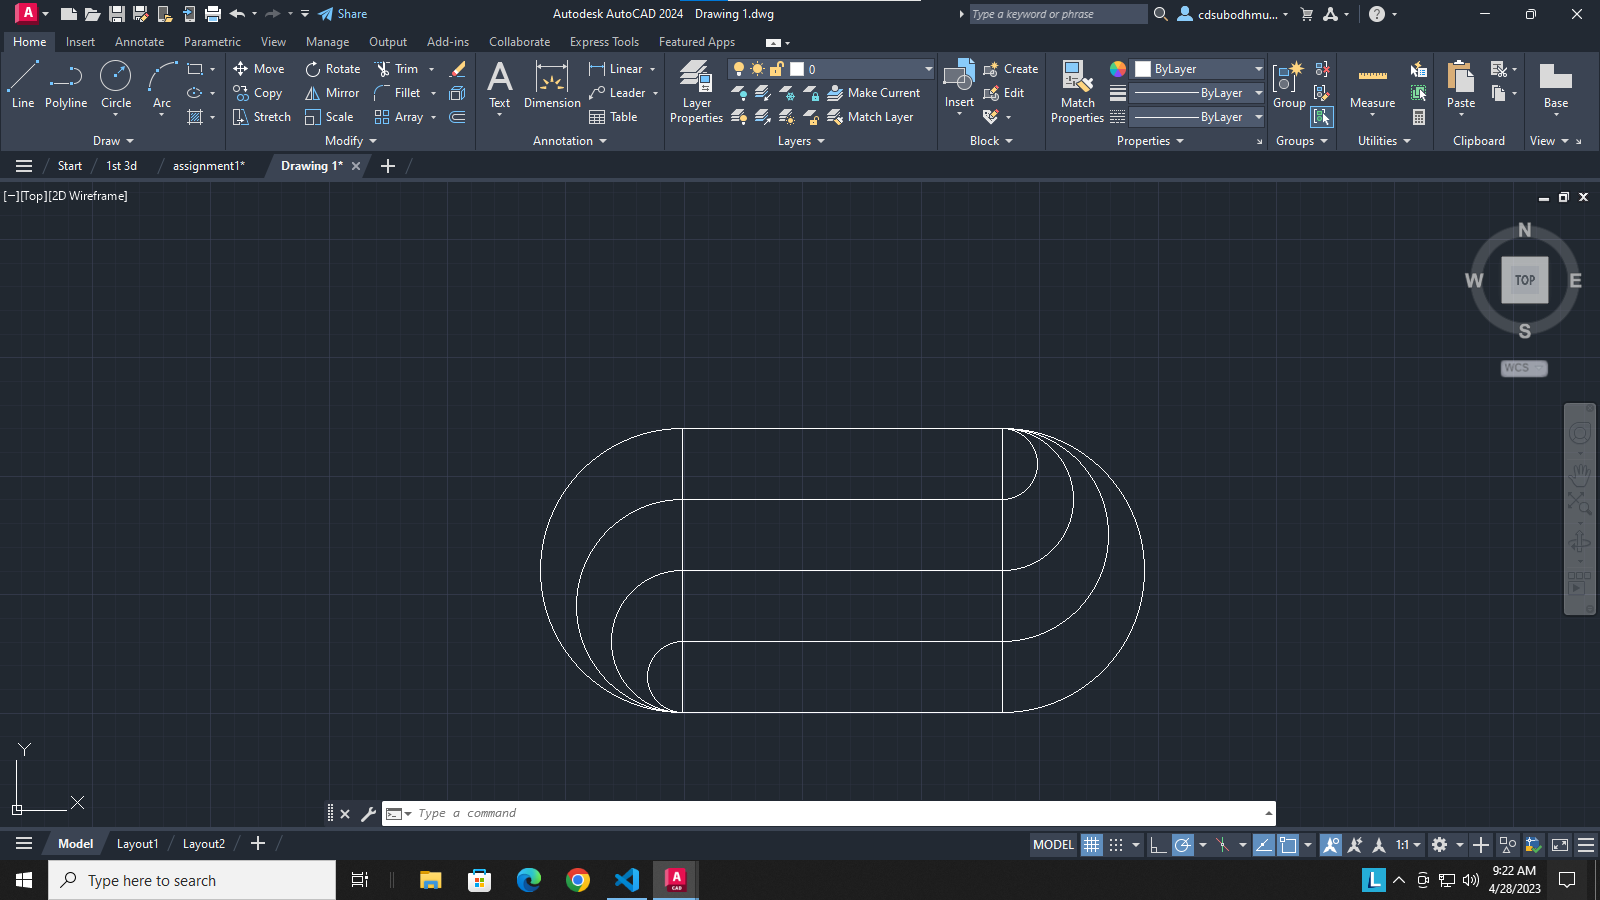 A Share Autodesk AutoCAD 2024 Drawing 1.dwg Type a keyword or phrase cdsubodhmu... ?
Home Insert Annotate Parametric View Manage Output Add-ins Collaborate Express Tools Featured Apps
Line Polyline Circle Arc
Move Rotate Trim
Copy Mirror Fillet
Stretch Scale Array
A Text Dimension
Linear
Leader
Table
Layer Properties
0
Make Current
Match Layer
Insert
Create
Edit
Match Properties
ByLayer
ByLayer
ByLayer
Group Measure Paste Base
Draw Modify Annotation Layers Block Properties Groups Utilities Clipboard View
Start 1st 3d assignment1* Drawing 1*
[−][Top][2D Wireframe]
N
W TOP E
S
WCS
Y
X
Type a command
Model Layout1 Layout2 MODEL 1:1
Type here to search
A
CAD
L
9:22 AM
4/28/2023